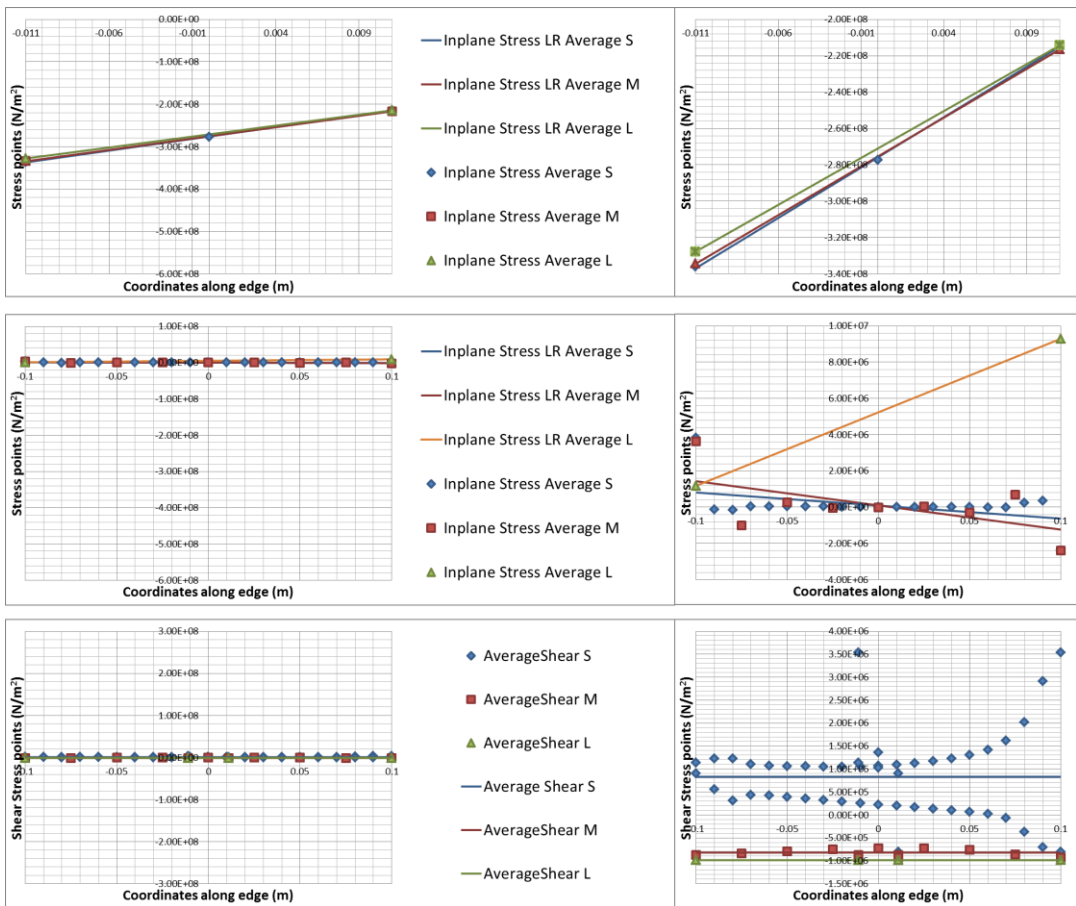 0.00E+00
-0.011 -0.006 -0.001 0.004 0.009
-1.00E+08
-2.00E+08
-3.00E+08
-4.00E+08
-5.00E+08
-6.00E+08
Stress points (N/m²)
Coordinates along edge (m)
Inplane Stress LR Average S
Inplane Stress LR Average M
Inplane Stress LR Average L
Inplane Stress Average S
Inplane Stress Average M
Inplane Stress Average L
-2.00E+08
-0.011 -0.006 -0.001 0.004 0.009
-2.20E+08
-2.40E+08
-2.60E+08
-2.80E+08
-3.00E+08
-3.20E+08
-3.40E+08
Stress points (N/m²)
Coordinates along edge (m)
1.00E+08
0.00E+00
-0.1 -0.05 0 0.05 0.1
-1.00E+08
-2.00E+08
-3.00E+08
-4.00E+08
-5.00E+08
-6.00E+08
Stress points (N/m²)
Coordinates along edge (m)
Inplane Stress LR Average S
Inplane Stress LR Average M
Inplane Stress LR Average L
Inplane Stress Average S
Inplane Stress Average M
Inplane Stress Average L
1.00E+07
8.00E+06
6.00E+06
4.00E+06
2.00E+06
0.00E+00
-0.1 -0.05 0 0.05 0.1
-2.00E+06
-4.00E+06
Stress points (N/m²)
Coordinates along edge (m)
3.00E+08
2.00E+08
1.00E+08
0.00E+00
-0.1 -0.05 0 0.05 0.1
-1.00E+08
-2.00E+08
-3.00E+08
Shear Stress points (N/m²)
Coordinates along edge (m)
AverageShear S
AverageShear M
AverageShear L
Average Shear S
AverageShear M
AverageShear L
4.00E+06
3.50E+06
3.00E+06
2.50E+06
2.00E+06
1.50E+06
1.00E+06
5.00E+05
0.00E+00
-0.1 -0.05 0 0.05 0.1
-5.00E+05
-1.00E+06
-1.50E+06
Shear Stress points (N/m²)
Coordinates along edge (m)